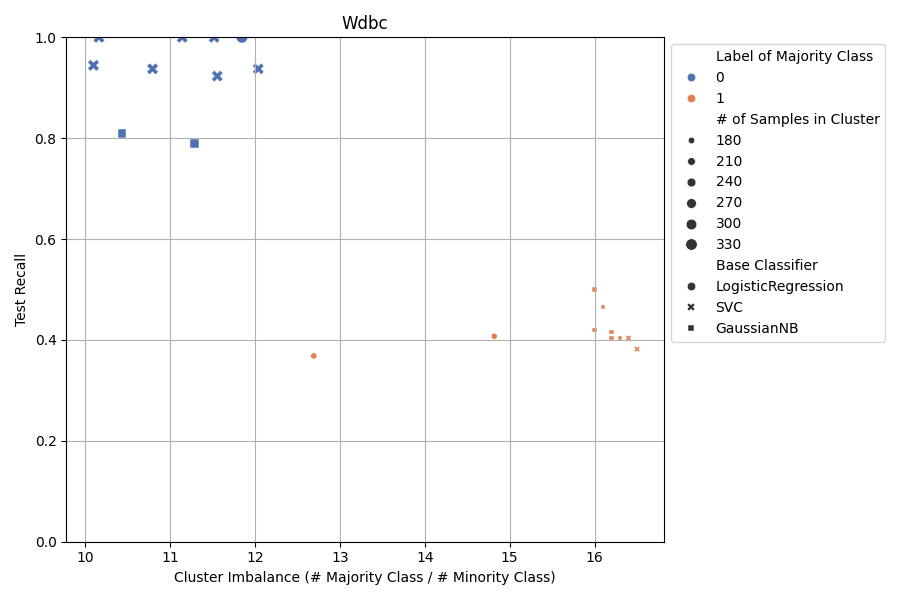 Wdbc
1.0
0.8
0.6
0.4
0.2
0.0
Test Recall
10
11
12
13
14
15
16
Cluster Imbalance (# Majority Class / # Minority Class)
Label of Majority Class
0
1
# of Samples in Cluster
180
210
240
270
300
330
Base Classifier
LogisticRegression
SVC
GaussianNB